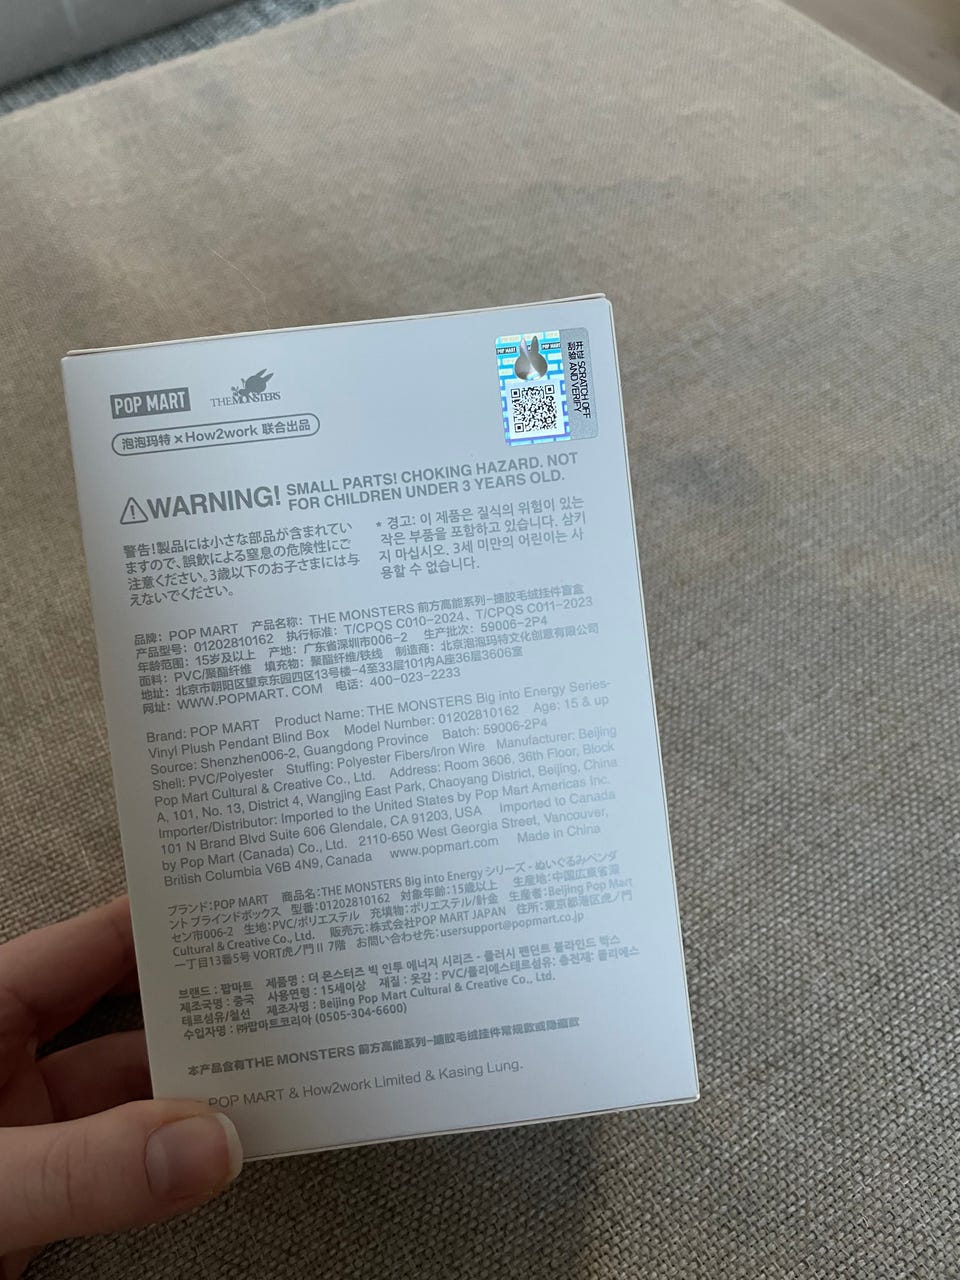 POP MART THE MONSTERS
泡泡玛特 × How2work 联合出品
POP MART POP MART
开过 SCRATCH OFF
刮验 AND VERIFY
WARNING! SMALL PARTS! CHOKING HAZARD. NOT
FOR CHILDREN UNDER 3 YEARS OLD.
警告!製品には小さな部品が含まれてい
ますので、誤飲による窒息の危険性にご
注意ください。3歳以下のお子さまには与
えないでください。
* 경고: 이 제품은 질식의 위험이 있는
작은 부품을 포함하고 있습니다. 삼키
지 마십시오. 3세 미만의 어린이는 사
용할 수 없습니다.
品牌: POP MART 产品名称: THE MONSTERS 前方高能系列-搪胶毛绒挂件盲盒
产品型号: 01202810162 执行标准: T/CPQS C010-2024、T/CPQS C011-2023
年龄范围: 15岁及以上 产地: 广东省深圳市006-2 生产批次: 59006-2P4
面料: PVC/聚酯纤维 填充物: 聚酯纤维/铁线 制造商: 北京泡泡玛特文化创意有限公司
地址: 北京市朝阳区望京东园四区13号楼-4至33层101内A座36层3606室
网址: WWW.POPMART.COM 电话: 400-023-2233
Brand: POP MART Product Name: THE MONSTERS Big into Energy Series-
Vinyl Plush Pendant Blind Box Model Number: 01202810162 Age: 15 & up
Source: Shenzhen006-2, Guangdong Province Batch: 59006-2P4
Shell: PVC/Polyester Stuffing: Polyester Fibers/Iron Wire Manufacturer: Beijing
Pop Mart Cultural & Creative Co., Ltd. Address: Room 3606, 36th Floor, Block
A, 101, No. 13, District 4, Wangjing East Park, Chaoyang District, Beijing, China
Importer/Distributor: Imported to the United States by Pop Mart Americas Inc.
101 N Brand Blvd Suite 606 Glendale, CA 91203, USA Imported to Canada
by Pop Mart (Canada) Co., Ltd. 2110-650 West Georgia Street, Vancouver,
British Columbia V6B 4N9, Canada www.popmart.com Made in China
ブランド:POP MART 商品名:THE MONSTERS Big into Energy シリーズ - ぬいぐるみペンダ
ント ブラインドボックス 型番:01202810162 対象年齢:15歳以上 生産地:中国広東省深
セン市006-2 生地:PVC/ポリエステル 充填物:ポリエステル/針金 生産者:Beijing Pop Mart
Cultural & Creative Co., Ltd. 販売元:株式会社POP MART JAPAN 住所:東京都港区虎ノ門
一丁目13番5号 VORT虎ノ門 II 7階 お問い合わせ先:usersupport@popmart.co.jp
브랜드 : 팝마트 제품명 : 더 몬스터즈 빅 인투 에너지 시리즈 - 플러시 펜던트 블라인드 박스
제조국명 : 중국 사용연령 : 15세이상 재질 : 옷감 : PVC/폴리에스테르섬유; 충전재: 폴리에스
테르섬유/철선 제조자명 : Beijing Pop Mart Cultural & Creative Co., Ltd.
수입자명 : ㈜팝마트코리아 (0505-304-6600)
本产品含有THE MONSTERS 前方高能系列-搪胶毛绒挂件常规款或隐藏款
POP MART & How2work Limited & Kasing Lung.